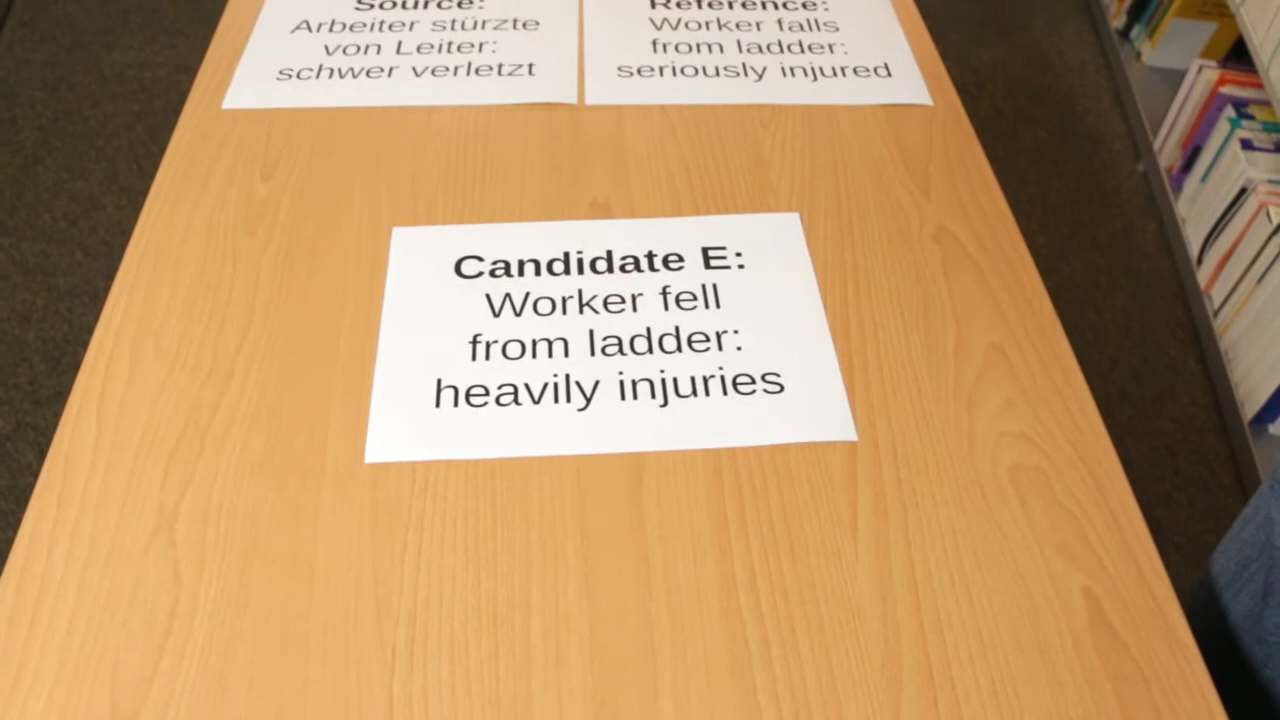 Source:
Arbeiter stürzte
von Leiter:
schwer verletzt
Reference:
Worker falls
from ladder:
seriously injured
Candidate E:
Worker fell
from ladder:
heavily injuries